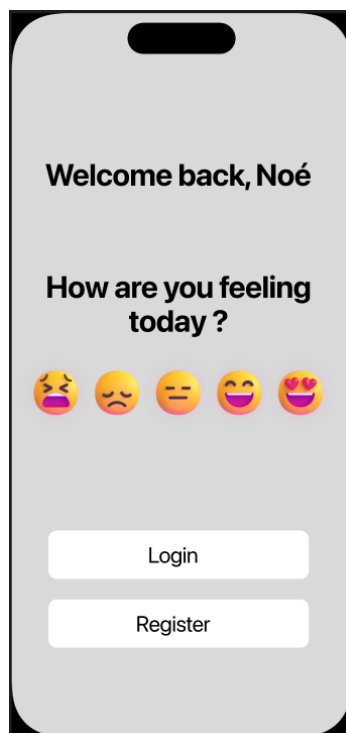 Welcome back, Noé
How are you feeling
today ?
Login
Register